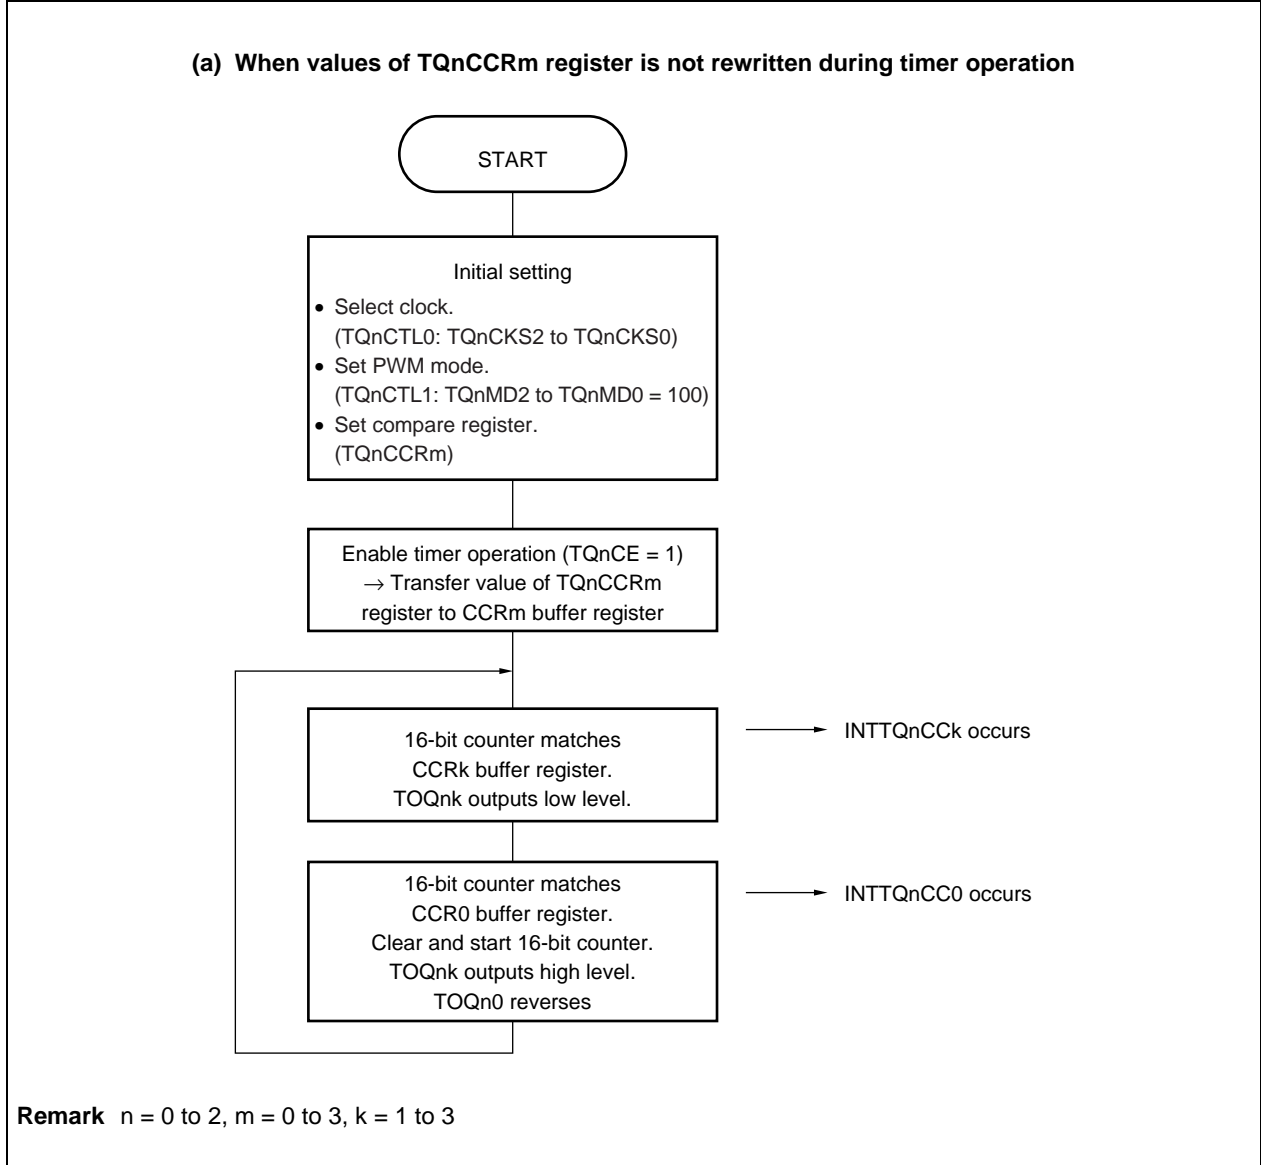 (a) When values of TQnCCRm register is not rewritten during timer operation
START
Initial setting
• Select clock.
(TQnCTL0: TQnCKS2 to TQnCKS0)
• Set PWM mode.
(TQnCTL1: TQnMD2 to TQnMD0 = 100)
• Set compare register.
(TQnCCRm)
Enable timer operation (TQnCE = 1)
→ Transfer value of TQnCCRm
register to CCRm buffer register
16-bit counter matches
CCRk buffer register.
TOQnk outputs low level.
INTTQnCCk occurs
16-bit counter matches
CCR0 buffer register.
Clear and start 16-bit counter.
TOQnk outputs high level.
TOQn0 reverses
INTTQnCC0 occurs
Remark n = 0 to 2, m = 0 to 3, k = 1 to 3